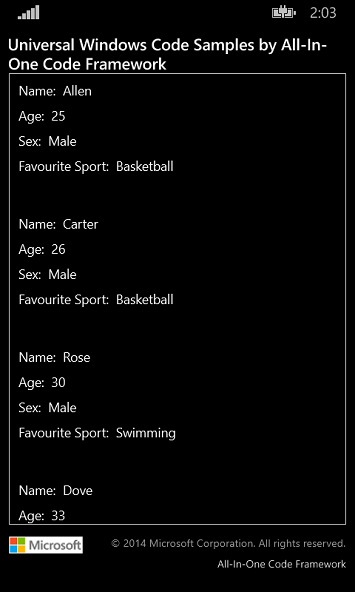 2:03
Universal Windows Code Samples by All-In-
One Code Framework
Name: Allen
Age: 25
Sex: Male
Favourite Sport: Basketball
Name: Carter
Age: 26
Sex: Male
Favourite Sport: Basketball
Name: Rose
Age: 30
Sex: Male
Favourite Sport: Swimming
Name: Dove
Age: 33
Microsoft
© 2014 Microsoft Corporation. All rights reserved.
All-In-One Code Framework